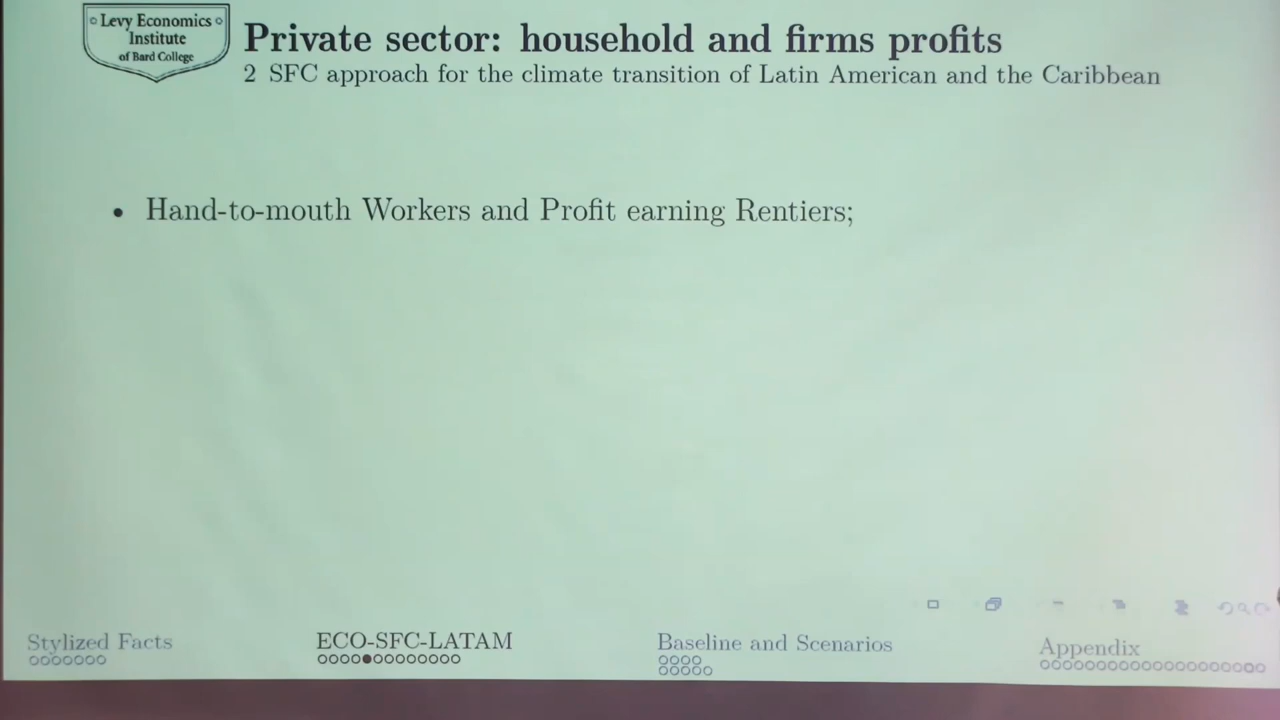 Levy Economics
Institute
of Bard College
Private sector: household and firms profits
2 SFC approach for the climate transition of Latin American and the Caribbean
• Hand-to-mouth Workers and Profit earning Rentiers;
Stylized Facts
ECO-SFC-LATAM
Baseline and Scenarios
Appendix